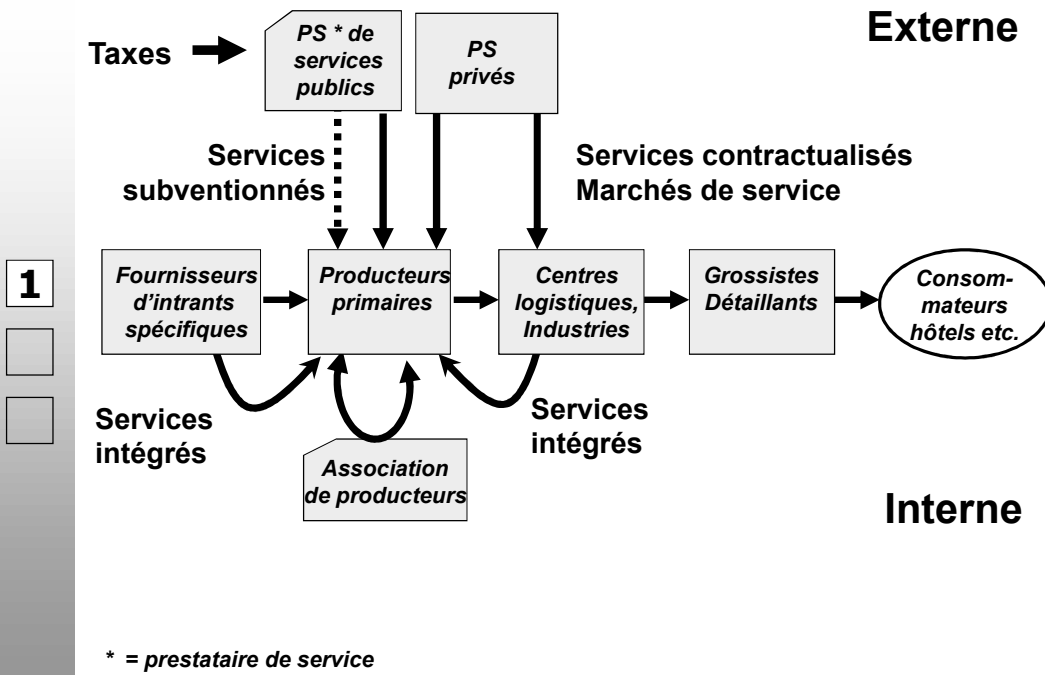 Externe
Taxes
PS * de
services
publics
PS
privés
Services
subventionnés
Services contractualisés
Marchés de service
1
Fournisseurs
d'intrants
spécifiques
Producteurs
primaires
Centres
logistiques,
Industries
Grossistes
Détaillants
Consom-
mateurs
hôtels etc.
Services
intégrés
Services
intégrés
Association
de producteurs
Interne
* = prestataire de service